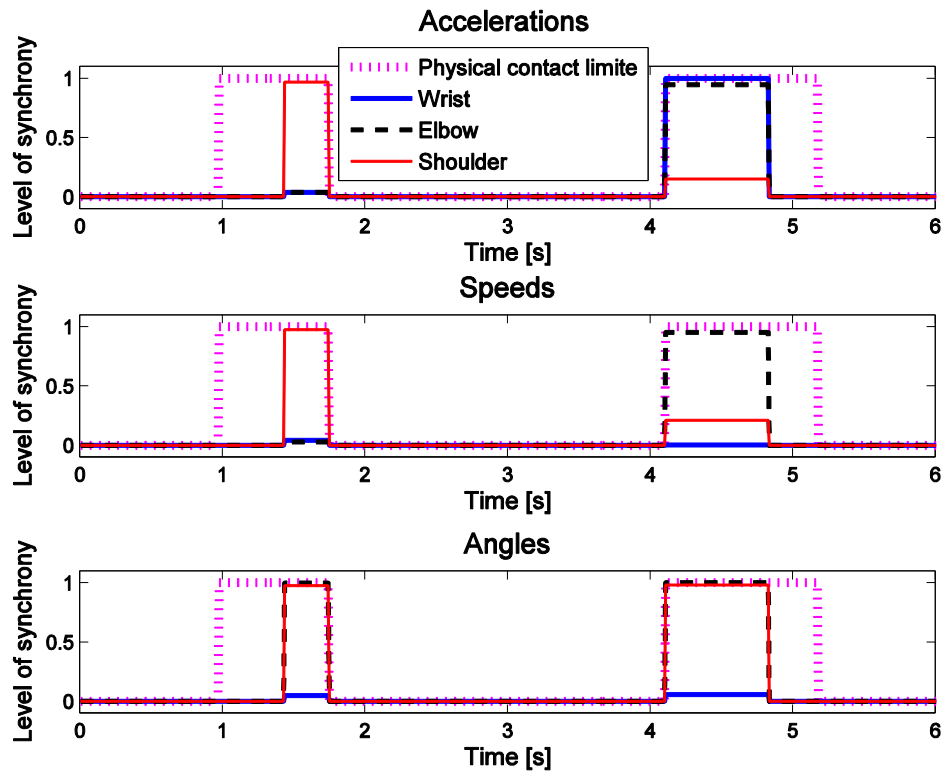 Accelerations
Level of synchrony
1
0.5
0
Physical contact limite
Wrist
Elbow
Shoulder
0 1 2 3 4 5 6
Time [s]
Speeds
Level of synchrony
1
0.5
0
0 1 2 3 4 5 6
Time [s]
Angles
Level of synchrony
1
0.5
0
0 1 2 3 4 5 6
Time [s]